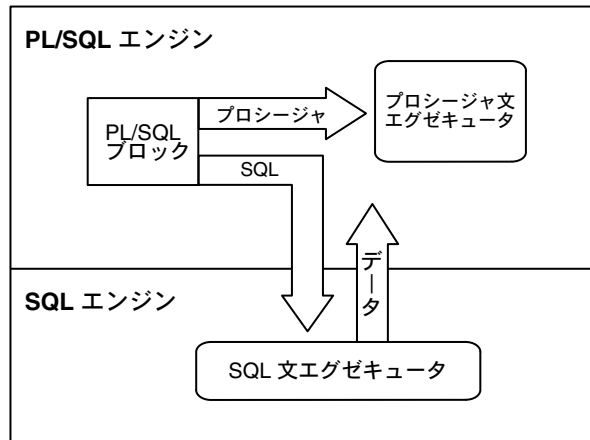 PL/SQL エンジン
PL/SQL
ブロック
プロシージャ
プロシージャ文
エグゼキュータ
SQL
データ
SQL エンジン
SQL 文エグゼキュータ